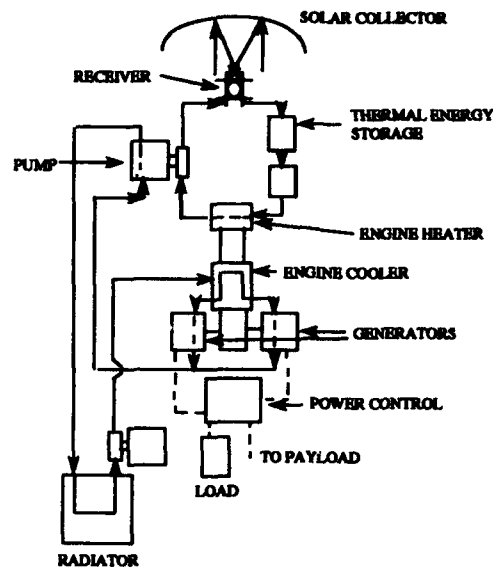 SOLAR COLLECTOR
RECEIVER
THERMAL ENERGY
STORAGE
PUMP
ENGINE HEATER
ENGINE COOLER
GENERATORS
POWER CONTROL
TO PAYLOAD
LOAD
RADIATOR